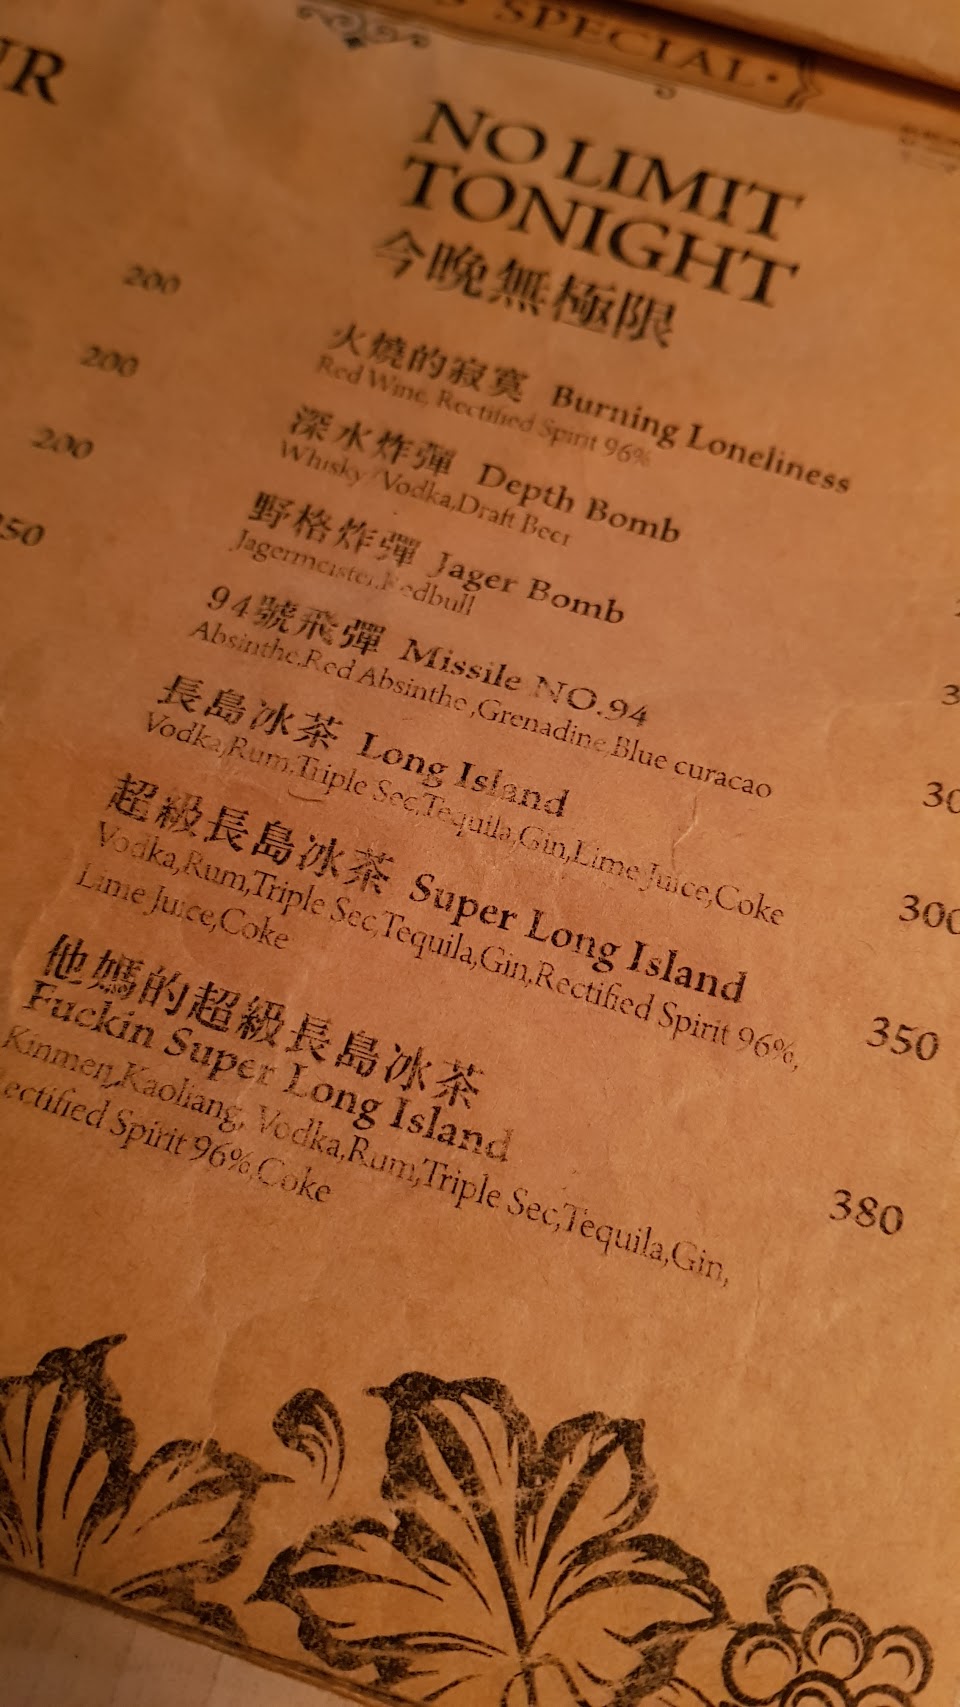 SPECIAL
NO LIMIT
TONIGHT
今晚無極限
200
火燒的寂寞 Burning Loneliness
Red Wine, Rectified Spirit 96%
200
深水炸彈 Depth Bomb
Whisky/Vodka,Draft Beer
200
野格炸彈 Jager Bomb
Jagermeister,Redbull
94號飛彈 Missile NO.94
Absinthe,Red Absinthe,Grenadine,Blue curacao
長島冰茶 Long Island
Vodka,Rum,Triple Sec,Tequila,Gin,Lime Juice,Coke
300
超級長島冰茶 Super Long Island
Vodka,Rum,Triple Sec,Tequila,Gin,Rectified Spirit 96%,
Lime Juice,Coke
350
他媽的超級長島冰茶
Fuckin Super Long Island
Kinmen,Kaoliang, Vodka,Rum,Triple Sec,Tequila,Gin,
ectified Spirit 96%,Coke
380